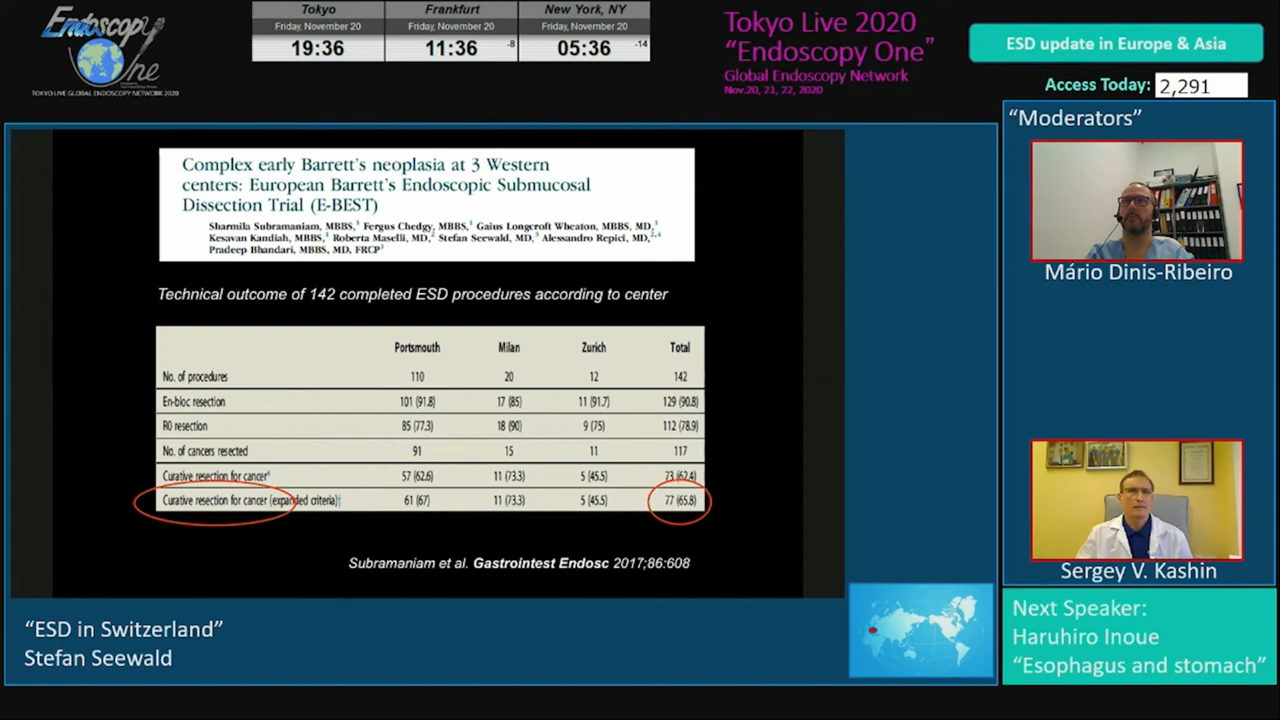 Endoscopy
One
TOKYO LIVE GLOBAL ENDOSCOPY NETWORK 2020
Tokyo Frankfurt New York, NY
Friday, November 20 Friday, November 20 Friday, November 20
19:36 11:36 -8 05:36 -14
Tokyo Live 2020
“Endoscopy One”
Global Endoscopy Network
Nov.20, 21, 22, 2020
ESD update in Europe & Asia
Access Today: 2,291
Complex early Barrett's neoplasia at 3 Western
centers: European Barrett's Endoscopic Submucosal
Dissection Trial (E-BEST)
Sharmila Subramaniam, MBBS,1 Fergus Chedgy, MBBS,1 Gaius Longcroft Wheaton, MBBS, MD,1
Kesavan Kandiah, MBBS,1 Roberta Maselli, MD,2 Stefan Seewald, MD,3 Alessandro Repici, MD,2,4
Pradeep Bhandari, MBBS, MD, FRCP1
Technical outcome of 142 completed ESD procedures according to center
Portsmouth Milan Zurich Total
No. of procedures 110 20 12 142
En-bloc resection 101 (91.8) 17 (85) 11 (91.7) 129 (90.8)
R0 resection 85 (77.3) 18 (90) 9 (75) 112 (78.9)
No. of cancers resected 91 15 11 117
Curative resection for cancer* 57 (62.6) 11 (73.3) 5 (45.5) 73 (62.4)
Curative resection for cancer (expanded criteria)† 61 (67) 11 (73.3) 5 (45.5) 77 (65.8)
Subramaniam et al. Gastrointest Endosc 2017;86:608
“Moderators”
Mário Dinis-Ribeiro
Sergey V. Kashin
“ESD in Switzerland”
Stefan Seewald
Next Speaker:
Haruhiro Inoue
“Esophagus and stomach”